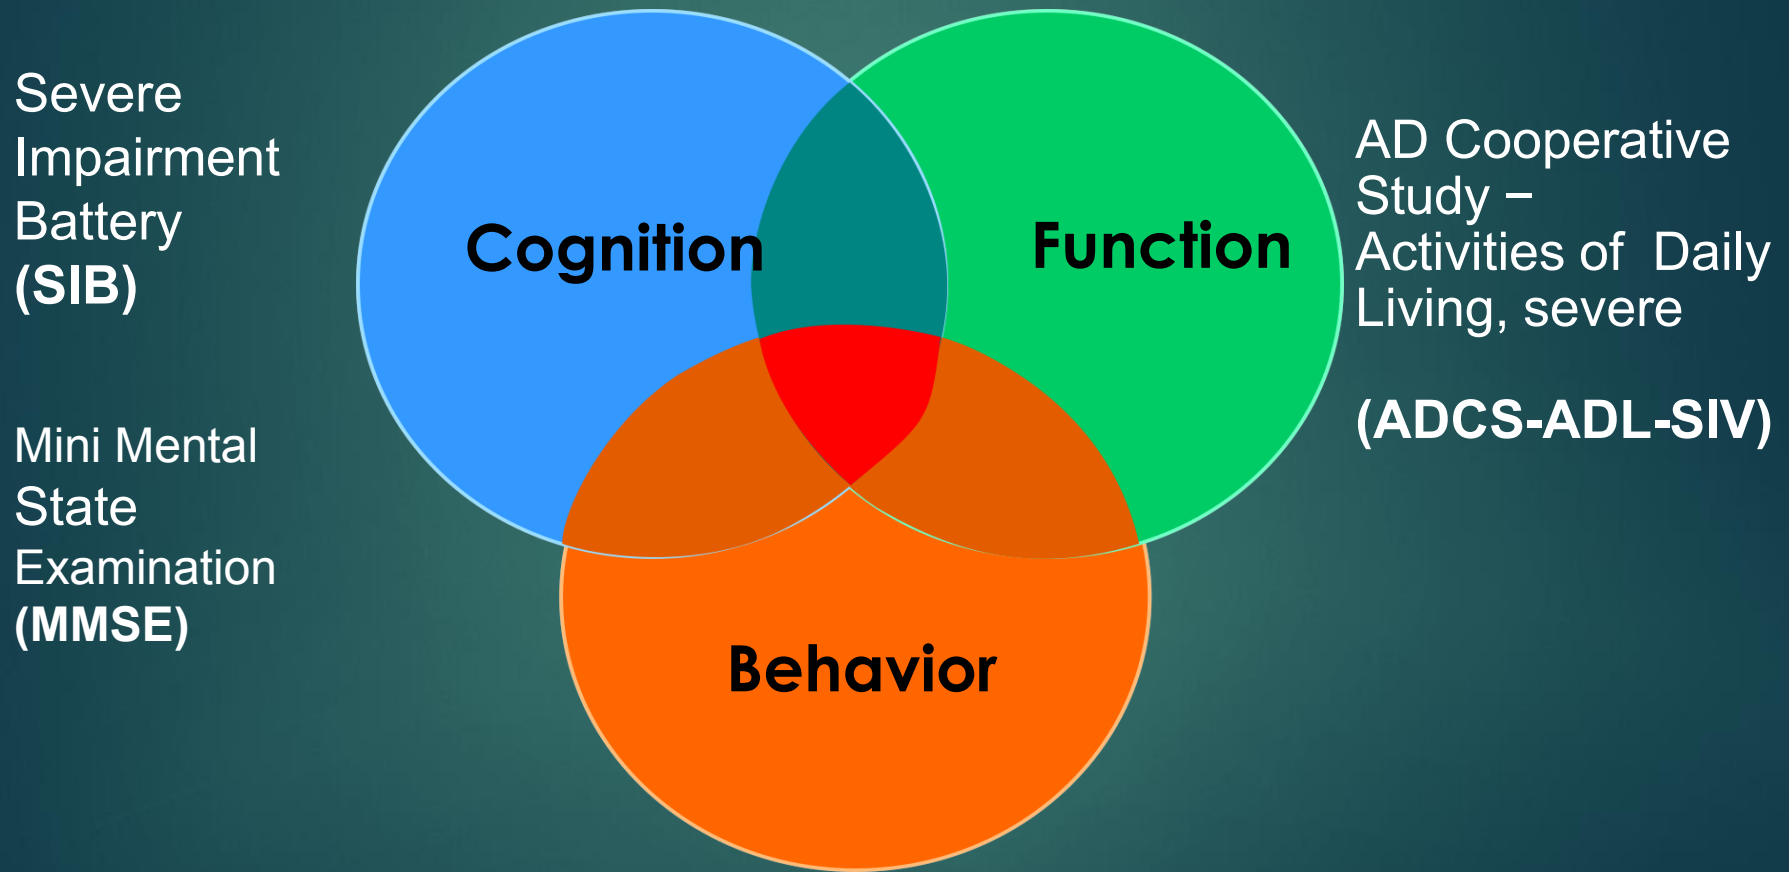 Severe
Impairment
Battery
(SIB)
Mini Mental
State
Examination
(MMSE)
Cognition
Function
Behavior
AD Cooperative
Study –
Activities of  Daily
Living, severe
(ADCS-ADL-SIV)